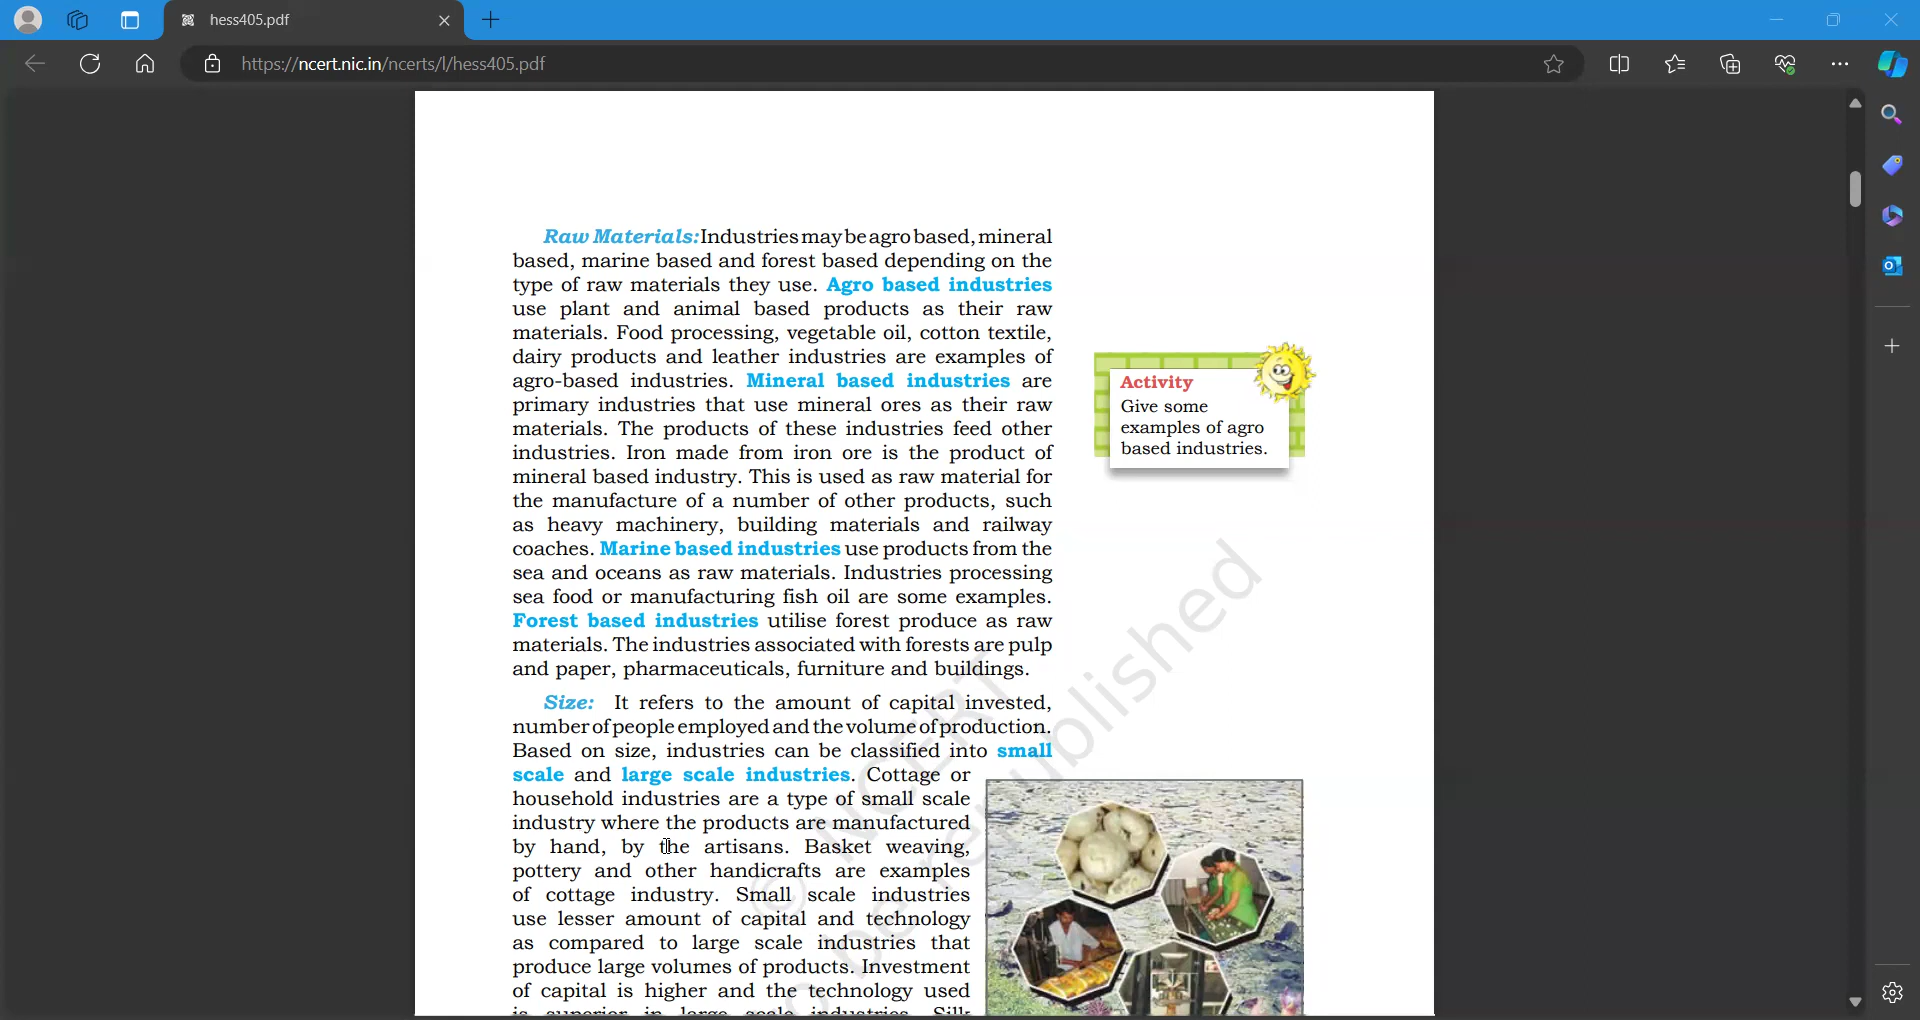 hess405.pdf
https://ncert.nic.in/ncerts/l/hess405.pdf
Raw Materials: Industries may be agro based, mineral
based, marine based and forest based depending on the
type of raw materials they use. Agro based industries
use plant and animal based products as their raw
materials. Food processing, vegetable oil, cotton textile,
dairy products and leather industries are examples of
agro-based industries. Mineral based industries are
primary industries that use mineral ores as their raw
materials. The products of these industries feed other
industries. Iron made from iron ore is the product of
mineral based industry. This is used as raw material for
the manufacture of a number of other products, such
as heavy machinery, building materials and railway
coaches. Marine based industries use products from the
sea and oceans as raw materials. Industries processing
sea food or manufacturing fish oil are some examples.
Forest based industries utilise forest produce as raw
materials. The industries associated with forests are pulp
and paper, pharmaceuticals, furniture and buildings.
Size: It refers to the amount of capital invested,
number of people employed and the volume of production.
Based on size, industries can be classified into small
scale and large scale industries. Cottage or
household industries are a type of small scale
industry where the products are manufactured
by hand, by the artisans. Basket weaving,
pottery and other handicrafts are examples
of cottage industry. Small scale industries
use lesser amount of capital and technology
as compared to large scale industries that
produce large volumes of products. Investment
of capital is higher and the technology used
is superior in large scale industries. Silk
Activity
Give some
examples of agro
based industries.
© NCERT
o be republished